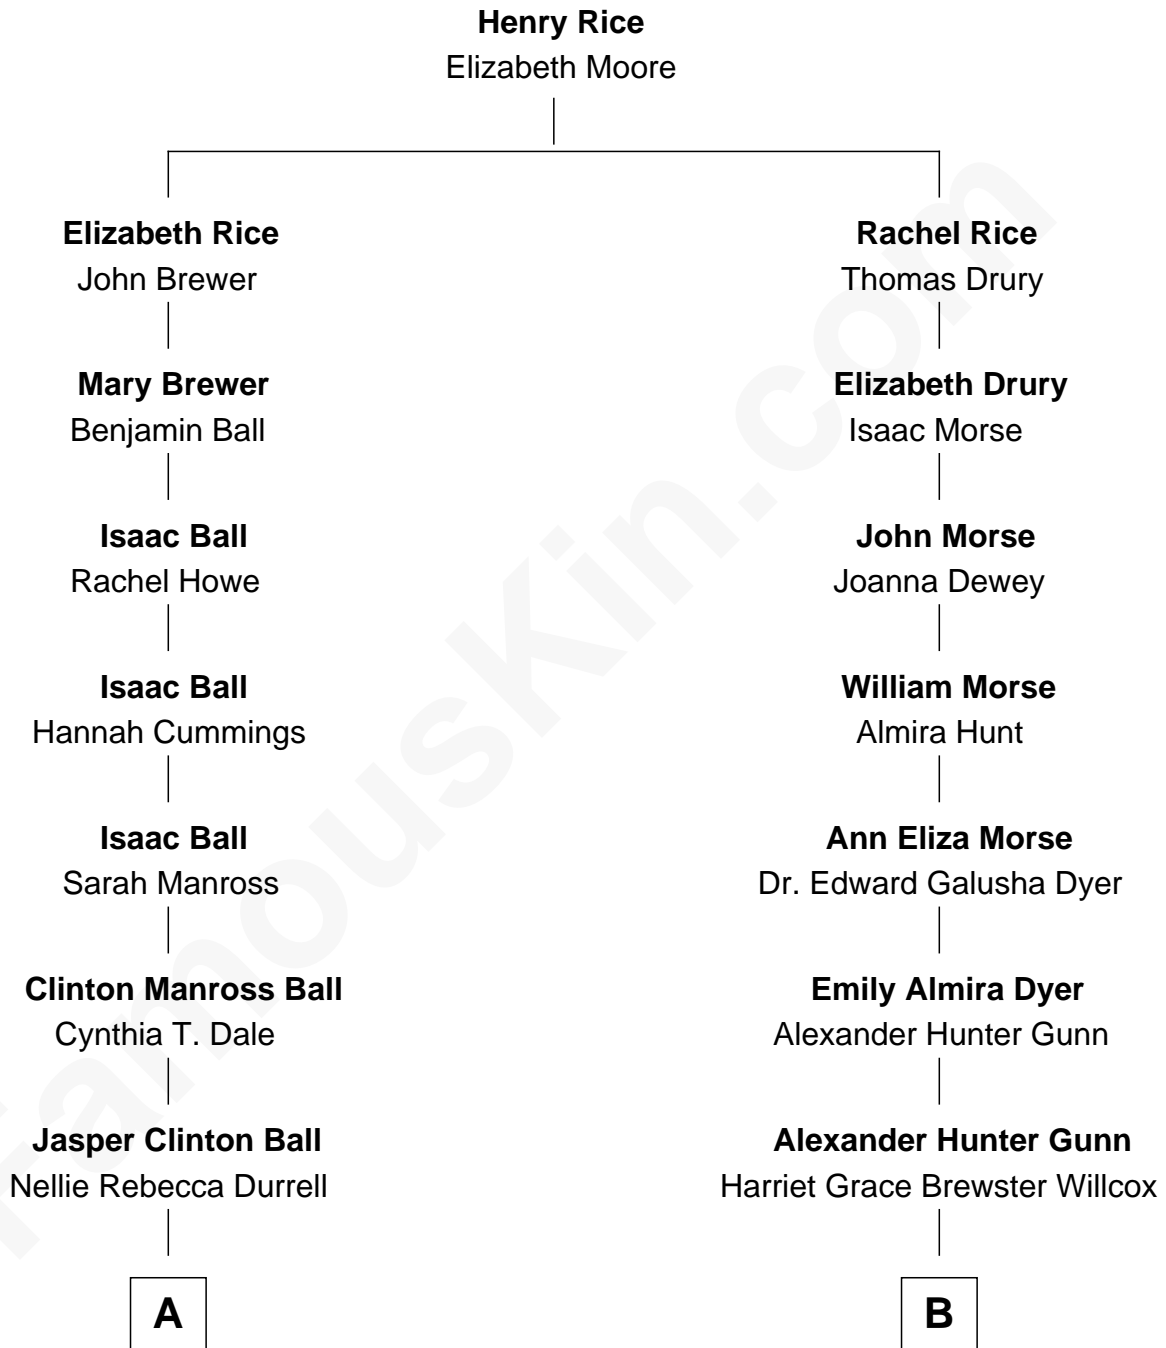 Henry Rice
Elizabeth Moore
Elizabeth Rice
John Brewer
Rachel Rice
Thomas Drury
Mary Brewer
Benjamin Ball
Elizabeth Drury
Isaac Morse
Isaac Ball
Rachel Howe
John Morse
Joanna Dewey
Isaac Ball
Hannah Cummings
William Morse
Almira Hunt
Isaac Ball
Sarah Manross
Ann Eliza Morse
Dr. Edward Galusha Dyer
Clinton Manross Ball
Cynthia T. Dale
Emily Almira Dyer
Alexander Hunter Gunn
Jasper Clinton Ball
Nellie Rebecca Durrell
Alexander Hunter Gunn
Harriet Grace Brewster Willcox
A
B
FamousKin.com